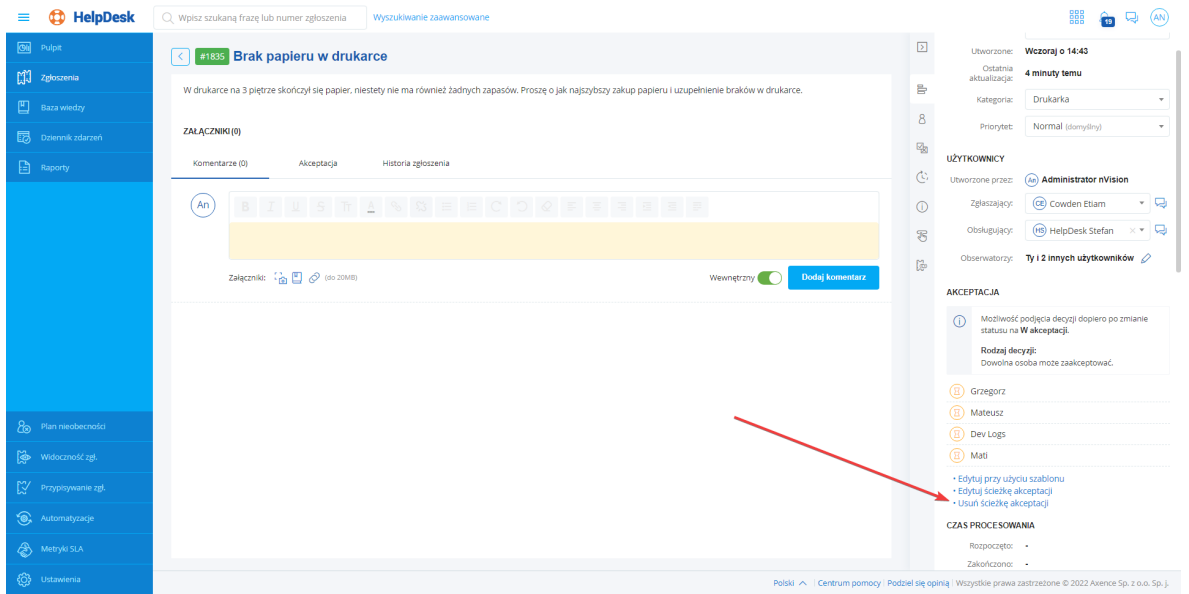 HelpDesk
Wpisz szukaną frazę lub numer zgłoszenia
Wyszukiwanie zaawansowane
19
AN
Pulpit
Zgłoszenia
Baza wiedzy
Dziennik zdarzeń
Raporty
Plan nieobecności
Widoczność zgł.
Przypisywanie zgł.
Automatyzacje
Metryki SLA
Ustawienia
#1835 Brak papieru w drukarce
W drukarce na 3 piętrze skończył się papier, niestety nie ma również żadnych zapasów. Proszę o jak najszybszy zakup papieru i uzupełnienie braków w drukarce.
ZAŁĄCZNIKI (0)
Komentarze (0) Akceptacja Historia zgłoszenia
An
Załączniki: (do 20MB)
Wewnętrzny Dodaj komentarz
Utworzone: Wczoraj o 14:43
Ostatnia aktualizacja: 4 minuty temu
Kategoria: Drukarka
Priorytet: Normal (domyślny)
UŻYTKOWNICY
Utworzone przez: An Administrator nVision
Zgłaszający: CE Cowden Etiam
Obsługujący: HS HelpDesk Stefan
Obserwatorzy: Ty i 2 innych użytkowników
AKCEPTACJA
Możliwość podjęcia decyzji dopiero po zmianie
statusu na W akceptacji.
Rodzaj decyzji:
Dowolna osoba może zaakceptować.
Grzegorz
Mateusz
Dev Logs
Mati
• Edytuj przy użyciu szablonu
• Edytuj ścieżkę akceptacji
• Usuń ścieżkę akceptacji
CZAS PROCESOWANIA
Rozpoczęto: -
Zakończono: -
Polski | Centrum pomocy | Podziel się opinią | Wszystkie prawa zastrzeżone © 2022 Axence Sp. z o.o. Sp. j.